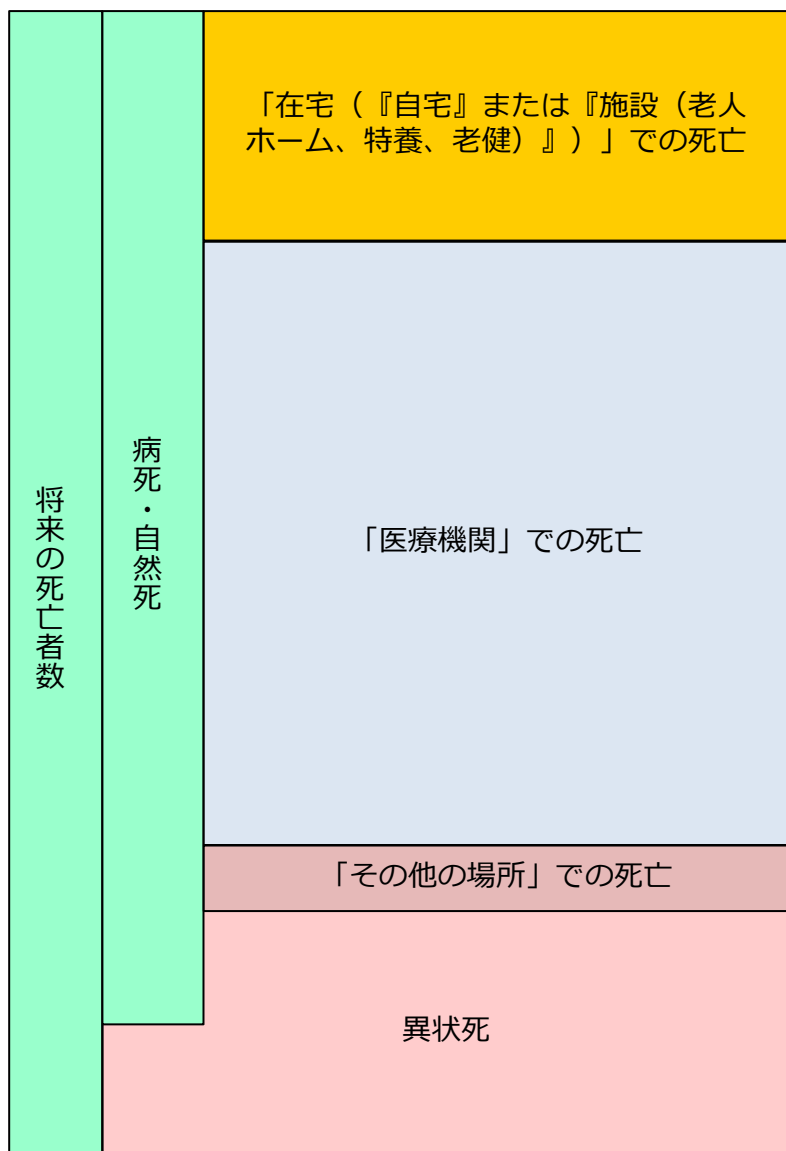 将来の死亡者数
病死・自然死
「在宅（『自宅』または『施設（老人
ホーム、特養、老健）』）」での死亡
「医療機関」での死亡
「その他の場所」での死亡
異状死